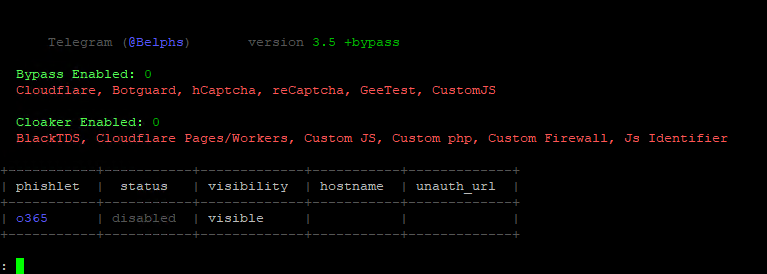 Telegram (@Belphs) version 3.5 +bypass
Bypass Enabled: 0
Cloudflare, Botguard, hCaptcha, reCaptcha, GeeTest, CustomJS
Cloaker Enabled: 0
BlackTDS, Cloudflare Pages/Workers, Custom JS, Custom php, Custom Firewall, Js Identifier
+-----------+-----------+-------------+------------+-------------+
| phishlet | status | visibility | hostname | unauth_url |
+-----------+-----------+-------------+------------+-------------+
| o365 | disabled | visible | | |
+-----------+-----------+-------------+------------+-------------+
: